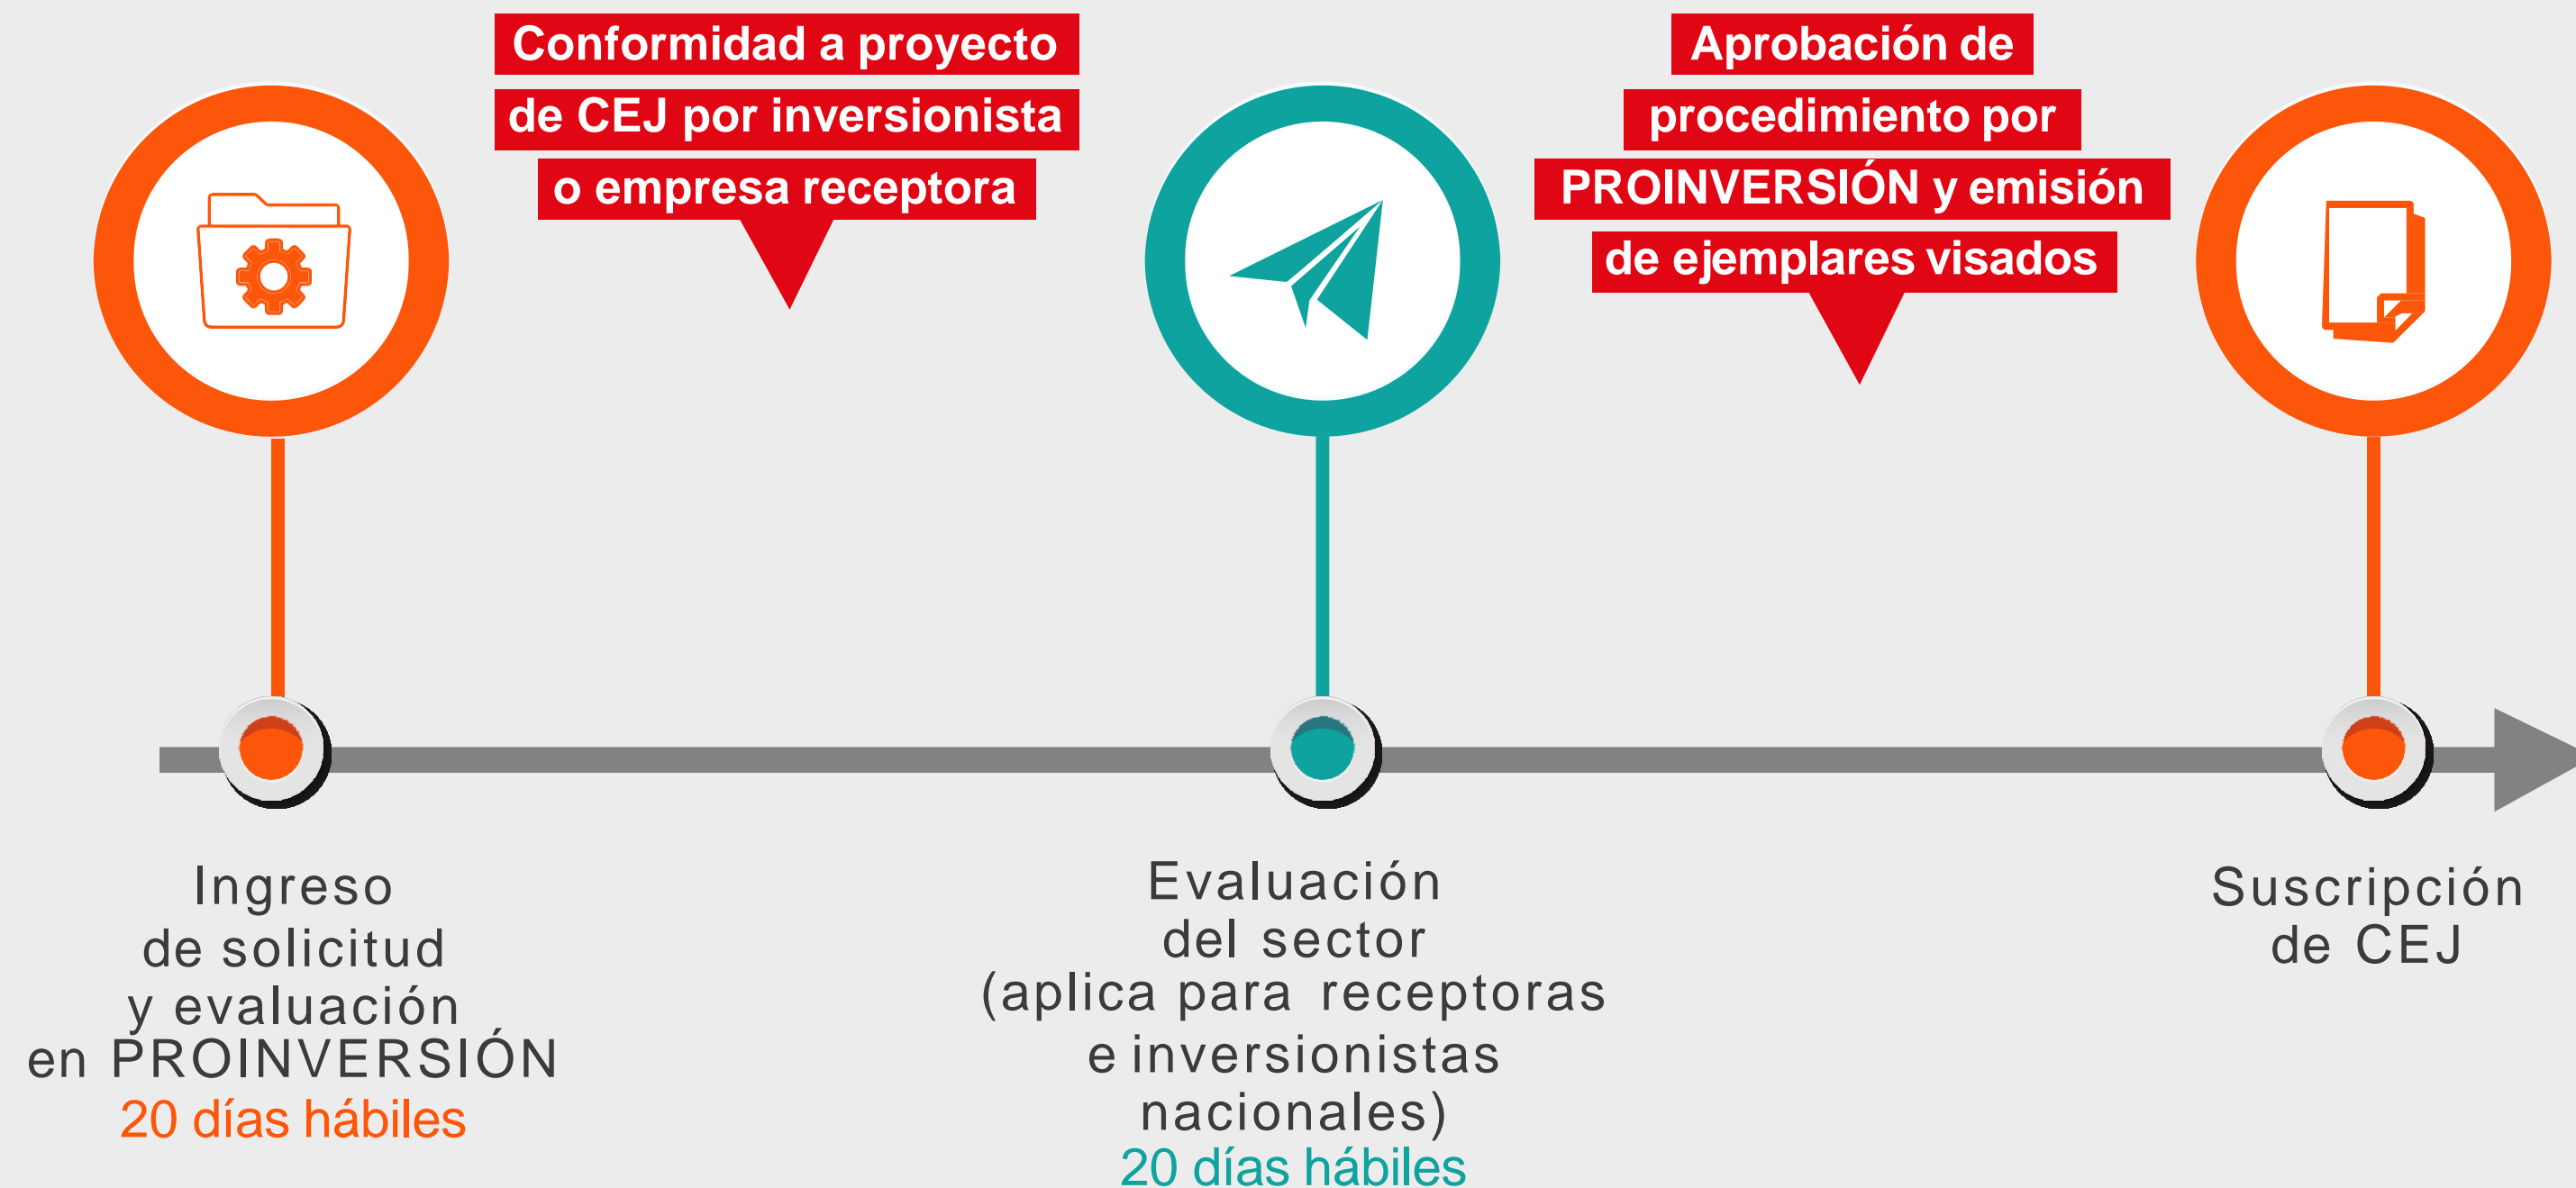 Conformidad a proyecto
de CEJ por inversionista
o empresa receptora
Aprobación de
procedimiento por
PROINVERSIÓN y emisión
de ejemplares visados
Ingreso
de solicitud
y evaluación
en PROINVERSIÓN
20 días hábiles
Evaluación
del sector
(aplica para receptoras
e inversionistas
nacionales)
20 días hábiles
Suscripción
de CEJ